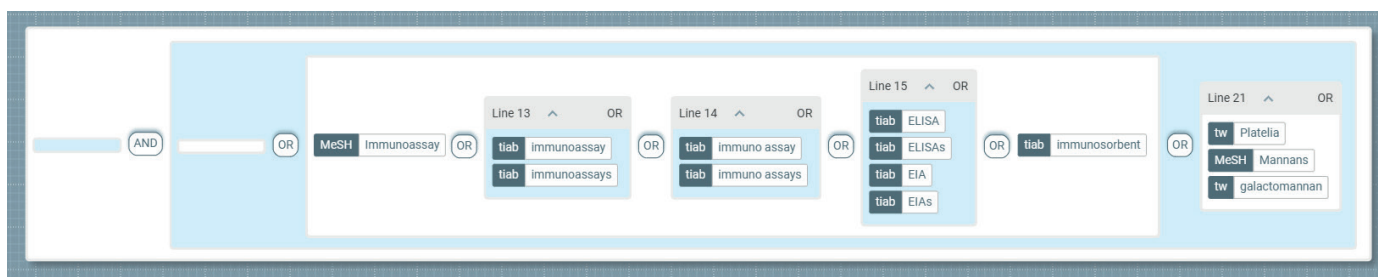 AND
OR
MeSH Immunoassay
OR
Line 13 OR
tiab immunoassay
tiab immunoassays
OR
Line 14 OR
tiab immuno assay
tiab immuno assays
OR
Line 15 OR
tiab ELISA
tiab ELISAs
tiab EIA
tiab EIAs
OR
tiab immunosorbent
OR
Line 21 OR
tw Platelia
MeSH Mannans
tw galactomannan